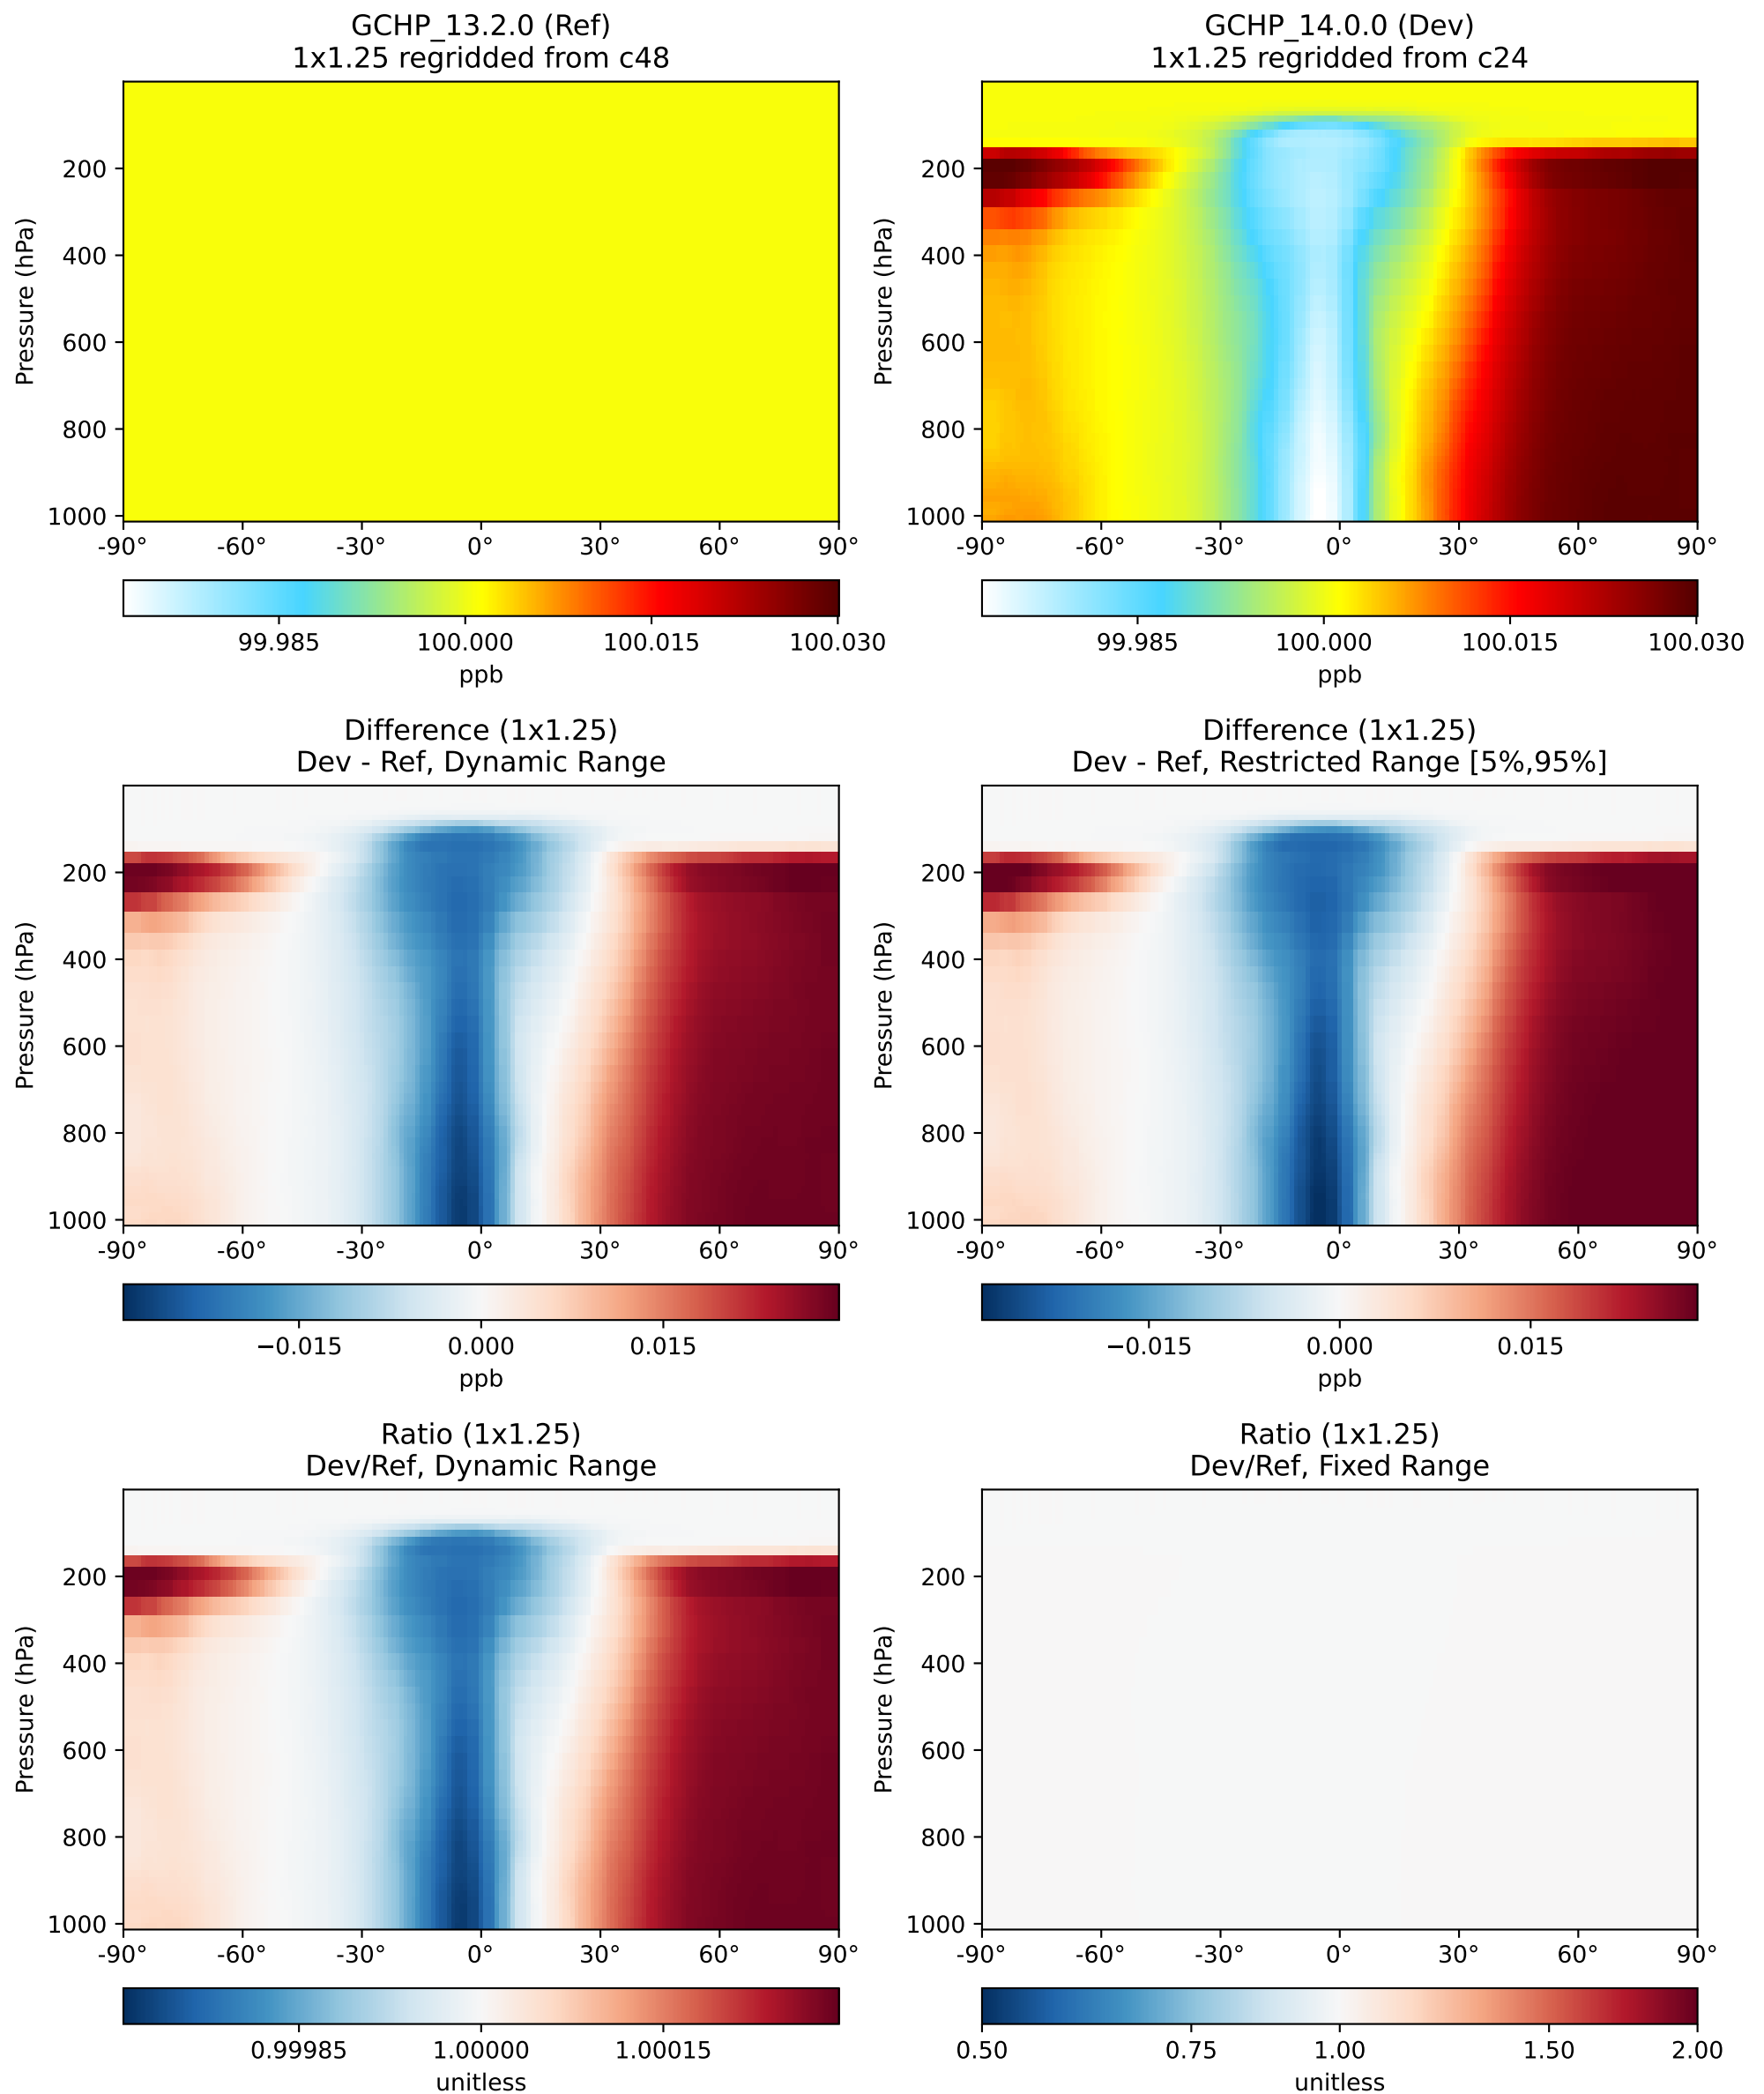 GCHP_13.2.0 (Ref)
1x1.25 regridded from c48
Pressure (hPa)
200
400
600
800
1000
-90° -60° -30° 0° 30° 60° 90°
99.985 100.000 100.015 100.030
ppb
GCHP_14.0.0 (Dev)
1x1.25 regridded from c24
Pressure (hPa)
200
400
600
800
1000
-90° -60° -30° 0° 30° 60° 90°
99.985 100.000 100.015 100.030
ppb
Difference (1x1.25)
Dev - Ref, Dynamic Range
Pressure (hPa)
200
400
600
800
1000
-90° -60° -30° 0° 30° 60° 90°
−0.015 0.000 0.015
ppb
Difference (1x1.25)
Dev - Ref, Restricted Range [5%,95%]
Pressure (hPa)
200
400
600
800
1000
-90° -60° -30° 0° 30° 60° 90°
−0.015 0.000 0.015
ppb
Ratio (1x1.25)
Dev/Ref, Dynamic Range
Pressure (hPa)
200
400
600
800
1000
-90° -60° -30° 0° 30° 60° 90°
0.99985 1.00000 1.00015
unitless
Ratio (1x1.25)
Dev/Ref, Fixed Range
Pressure (hPa)
200
400
600
800
1000
-90° -60° -30° 0° 30° 60° 90°
0.50 0.75 1.00 1.50 2.00
unitless